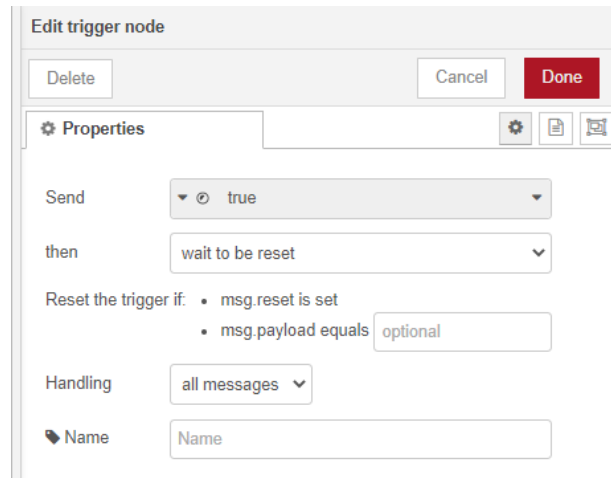 Edit trigger node
Delete Cancel Done
Properties
Send true
then wait to be reset
Reset the trigger if: • msg.reset is set
• msg.payload equals optional
Handling all messages
Name Name